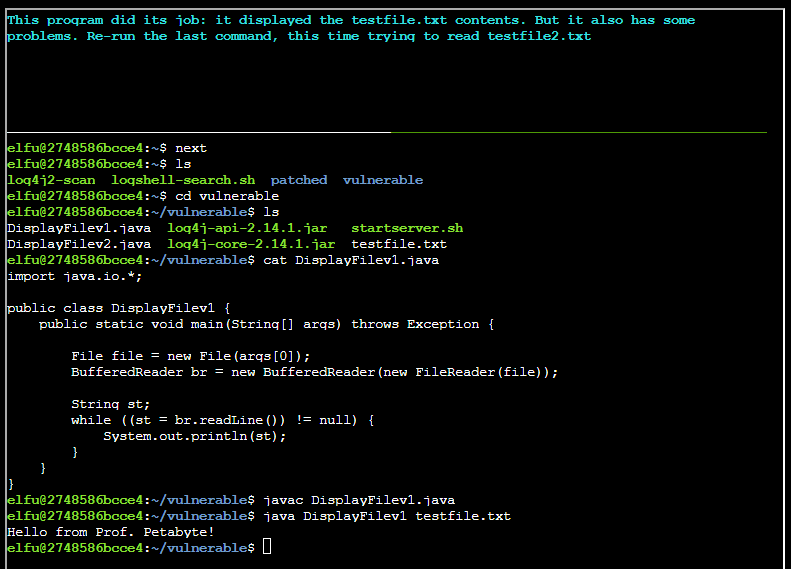 This program did its job: it displayed the testfile.txt contents. But it also has some
problems. Re-run the last command, this time trying to read testfile2.txt
elfu@2748586bcce4:~$ next
elfu@2748586bcce4:~$ ls
log4j2-scan  logshell-search.sh  patched  vulnerable
elfu@2748586bcce4:~$ cd vulnerable
elfu@2748586bcce4:~/vulnerable$ ls
DisplayFilev1.java  log4j-api-2.14.1.jar   startserver.sh
DisplayFilev2.java  log4j-core-2.14.1.jar  testfile.txt
elfu@2748586bcce4:~/vulnerable$ cat DisplayFilev1.java
import java.io.*;
public class DisplayFilev1 {
    public static void main(String[] args) throws Exception {
        File file = new File(args[0]);
        BufferedReader br = new BufferedReader(new FileReader(file));
        String st;
        while ((st = br.readLine()) != null) {
            System.out.println(st);
        }
    }
}
elfu@2748586bcce4:~/vulnerable$ javac DisplayFilev1.java
elfu@2748586bcce4:~/vulnerable$ java DisplayFilev1 testfile.txt
Hello from Prof. Petabyte!
elfu@2748586bcce4:~/vulnerable$